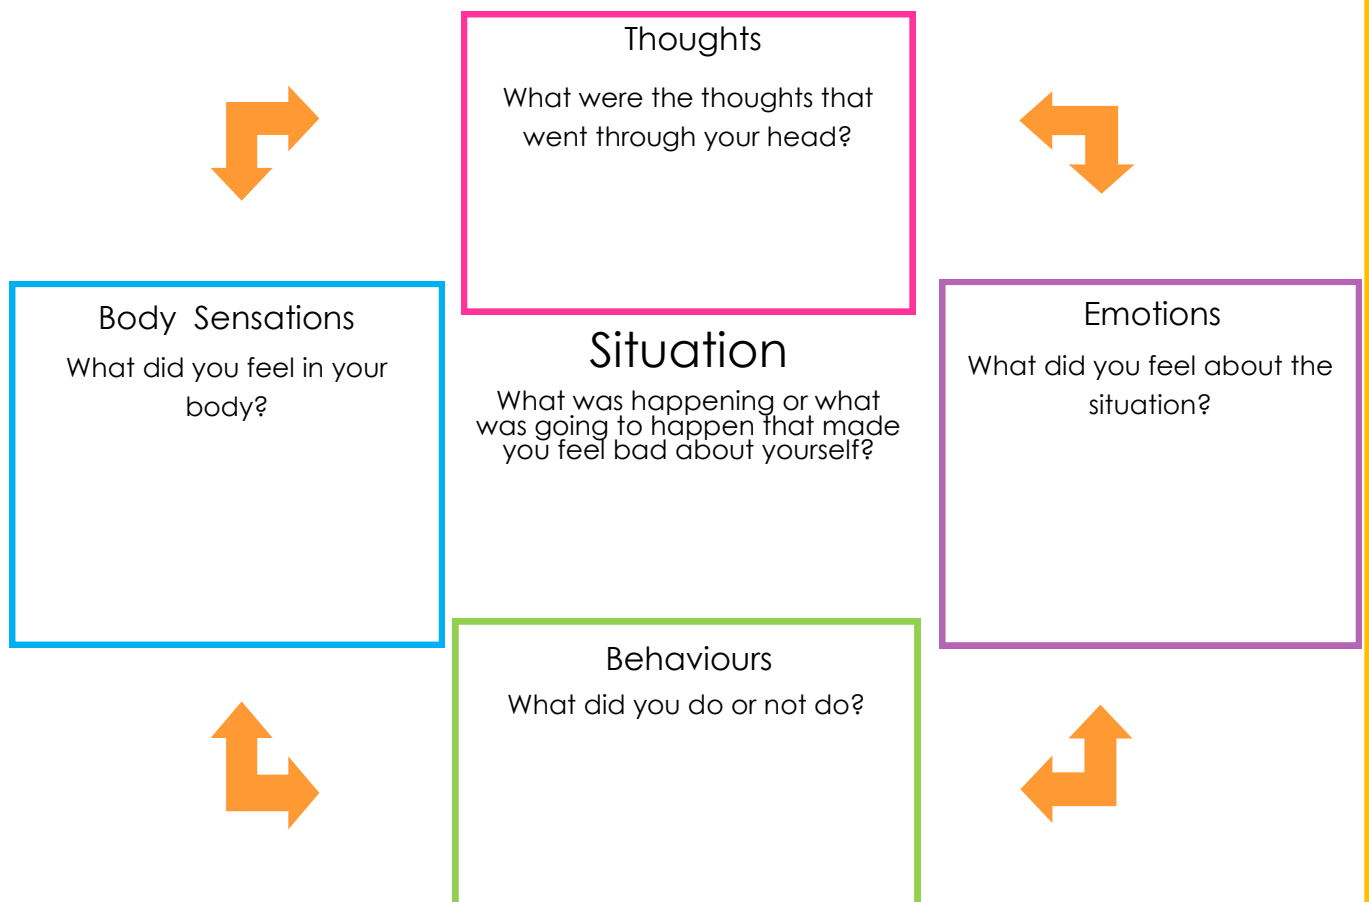 Thoughts
What were the thoughts that
went through your head?
Body  Sensations
What did you feel in your
body?
Situation
What was happening or what
was going to happen that made
you feel bad about yourself?
Emotions
What did you feel about the
situation?
Behaviours
What did you do or not do?